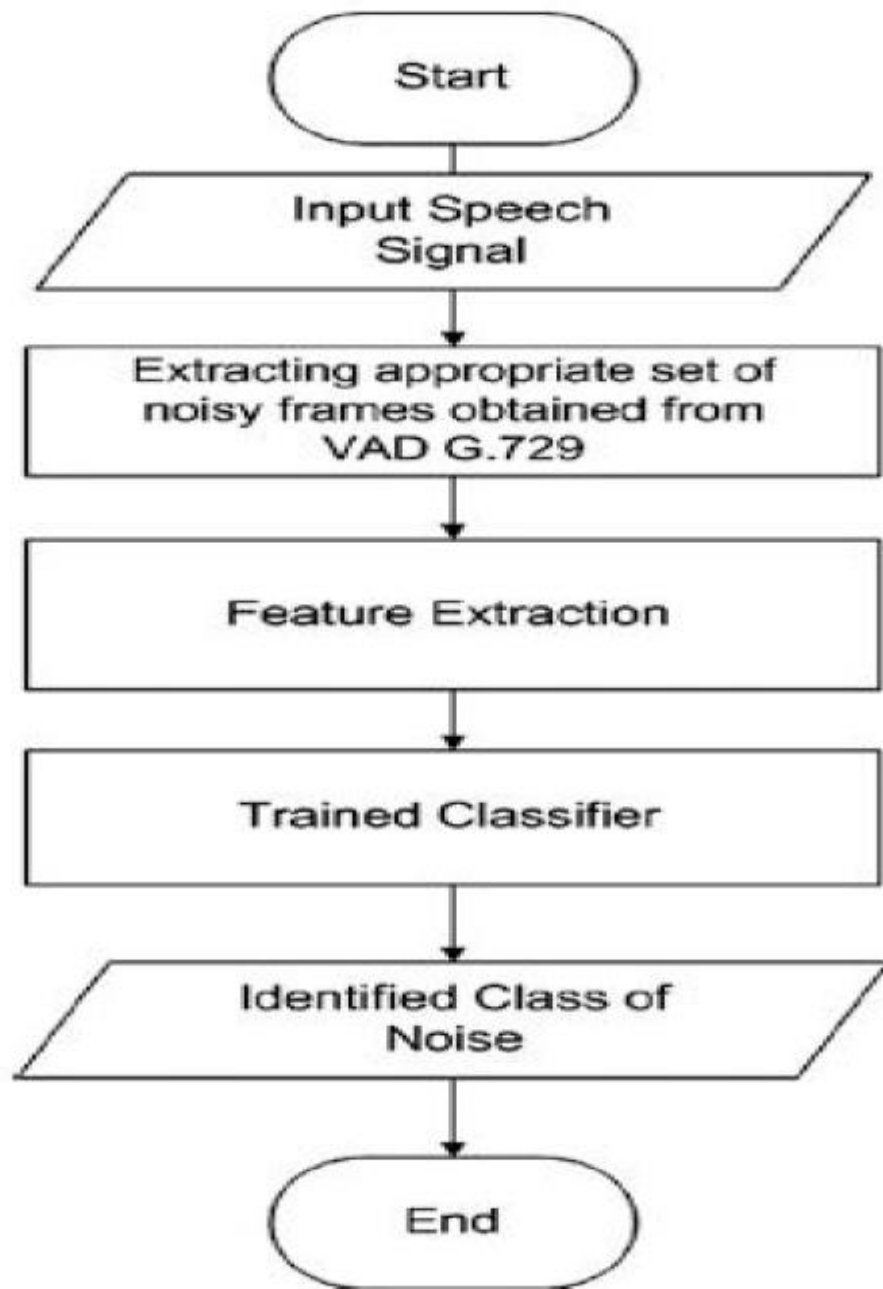 Start
Input Speech
Signal
Extracting appropriate set of
noisy frames obtained from
VAD G.729
Feature Extraction
Trained Classifier
Identified Class of
Noise
End